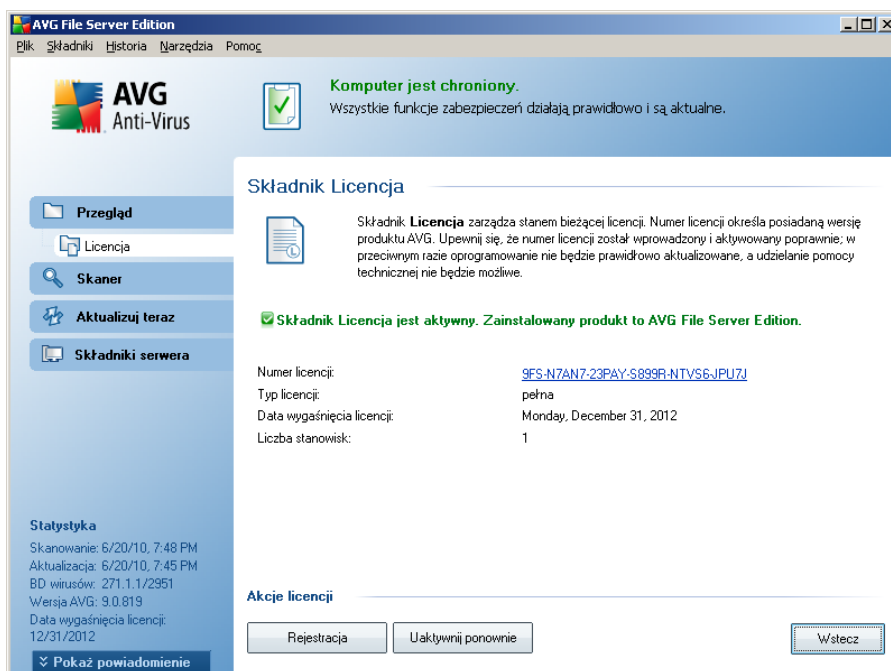 AVG File Server Edition
Plik Składniki Historia Narzędzia Pomoc
AVG
Anti-Virus
Komputer jest chroniony.
Wszystkie funkcje zabezpieczeń działają prawidłowo i są aktualne.
Przegląd
Licencja
Skaner
Aktualizuj teraz
Składniki serwera
Składnik Licencja
Składnik Licencja zarządza stanem bieżącej licencji. Numer licencji określa posiadaną wersję
produktu AVG. Upewnij się, że numer licencji został wprowadzony i aktywowany poprawnie; w
przeciwnym razie oprogramowanie nie będzie prawidłowo aktualizowane, a udzielanie pomocy
technicznej nie będzie możliwe.
Składnik Licencja jest aktywny. Zainstalowany produkt to AVG File Server Edition.
Numer licencji: 9FS-N7AN7-23PAY-S899R-NTVS6-JPU7J
Typ licencji: pełna
Data wygaśnięcia licencji: Monday, December 31, 2012
Liczba stanowisk: 1
Statystyka
Skanowanie: 6/20/10, 7:48 PM
Aktualizacja: 6/20/10, 7:45 PM
BD wirusów: 271.1.1/2951
Wersja AVG: 9.0.819
Data wygaśnięcia licencji:
12/31/2012
Pokaż powiadomienie
Akcje licencji
Rejestracja Uaktywnij ponownie Wstecz